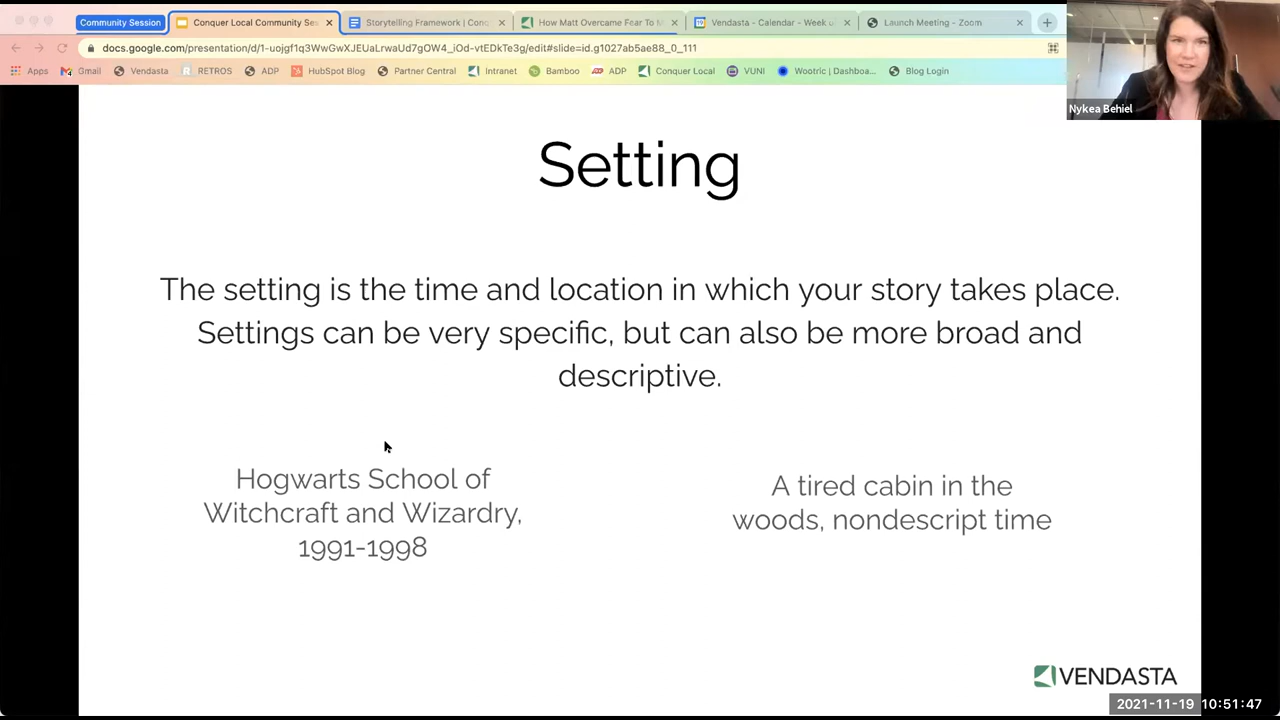 Community Session
Conquer Local Community Se
Storytelling Framework | Conq
How Matt Overcame Fear To M
Vendasta - Calendar - Week o
Launch Meeting - Zoom
docs.google.com/presentation/d/1-uojgf1q3WwGwXJEUaLrwaUd7gOW4_iOd-vtEDkTe3g/edit#slide=id.g1027ab5ae88_0_111
Apps
Gmail
Vendasta
RETROS
ADP
HubSpot Blog
Partner Central
Intranet
Bamboo
ADP
Conquer Local
VUNI
Wootric | Dashboa...
Blog Login
Nykea Behiel
Setting
The setting is the time and location in which your story takes place.
Settings can be very specific, but can also be more broad and
descriptive.
Hogwarts School of
Witchcraft and Wizardry,
1991-1998
A tired cabin in the
woods, nondescript time
VENDASTA
2021-11-19 10:51:47